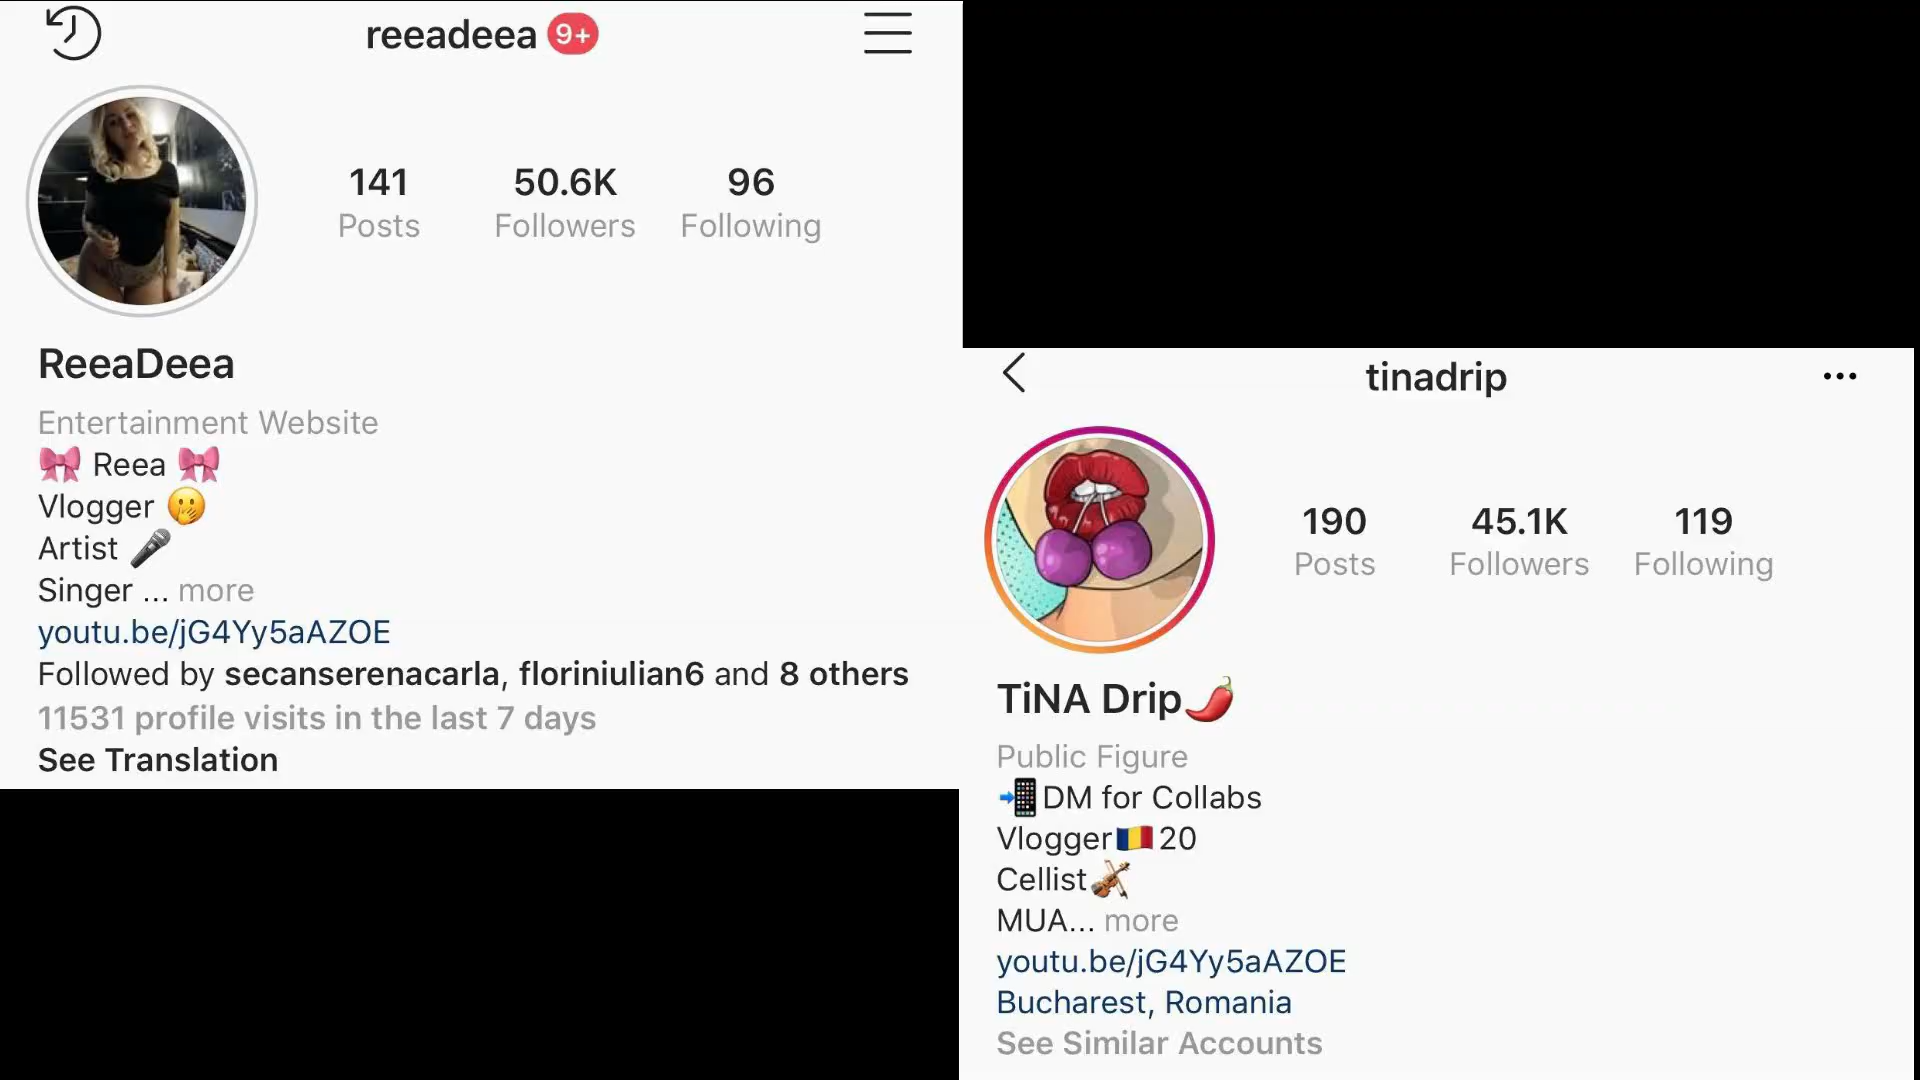 reeadeea 9+
141 50.6K 96
Posts Followers Following
ReeaDeea
Entertainment Website
🎀 Reea 🎀
Vlogger 🤭
Artist 🎤
Singer ... more
youtu.be/jG4Yy5aAZOE
Followed by secanserenacarla, floriniulian6 and 8 others
11531 profile visits in the last 7 days
See Translation
tinadrip
190 45.1K 119
Posts Followers Following
TiNA Drip🌶️
Public Figure
📲DM for Collabs
Vlogger🇷🇴20
Cellist🎻
MUA... more
youtu.be/jG4Yy5aAZOE
Bucharest, Romania
See Similar Accounts